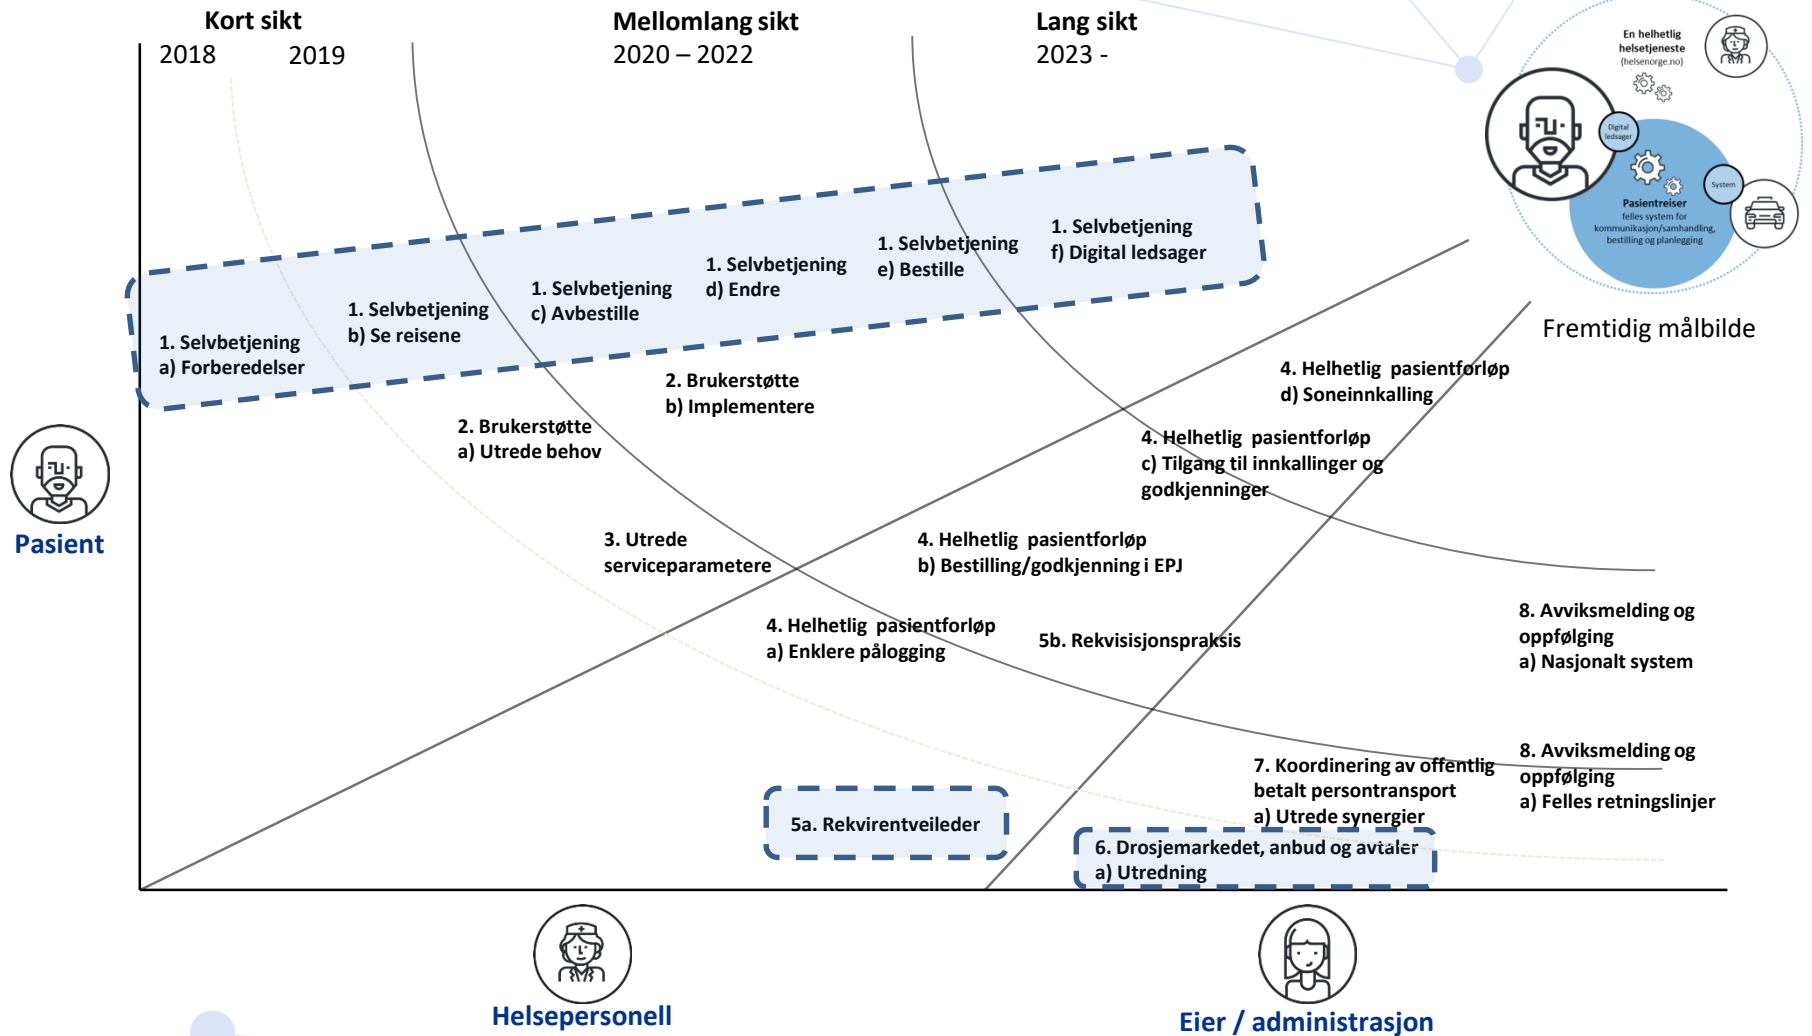 Kort sikt
2018
2019
Mellomlang sikt
2020 – 2022
Lang sikt
2023 -
En helhetlig
helsetjeneste
(helsenorge.no)
Digital
ledsager
System
Pasientreiser
felles system for
kommunikasjon/samhandling,
bestilling og planlegging
Fremtidig målbilde
1. Selvbetjening
a) Forberedelser
1. Selvbetjening
b) Se reisene
1. Selvbetjening
c) Avbestille
1. Selvbetjening
d) Endre
1. Selvbetjening
e) Bestille
1. Selvbetjening
f) Digital ledsager
2. Brukerstøtte
a) Utrede behov
2. Brukerstøtte
b) Implementere
3. Utrede
serviceparametere
4. Helhetlig pasientforløp
a) Enklere pålogging
4. Helhetlig pasientforløp
b) Bestilling/godkjenning i EPJ
4. Helhetlig pasientforløp
c) Tilgang til innkallinger og
godkjenninger
4. Helhetlig pasientforløp
d) Soneinnkalling
5a. Rekvirentveileder
5b. Rekvisisjonspraksis
6. Drosjemarkedet, anbud og avtaler
a) Utredning
7. Koordinering av offentlig
betalt persontransport
a) Utrede synergier
8. Avviksmelding og
oppfølging
a) Nasjonalt system
8. Avviksmelding og
oppfølging
a) Felles retningslinjer
Pasient
Helsepersonell
Eier / administrasjon